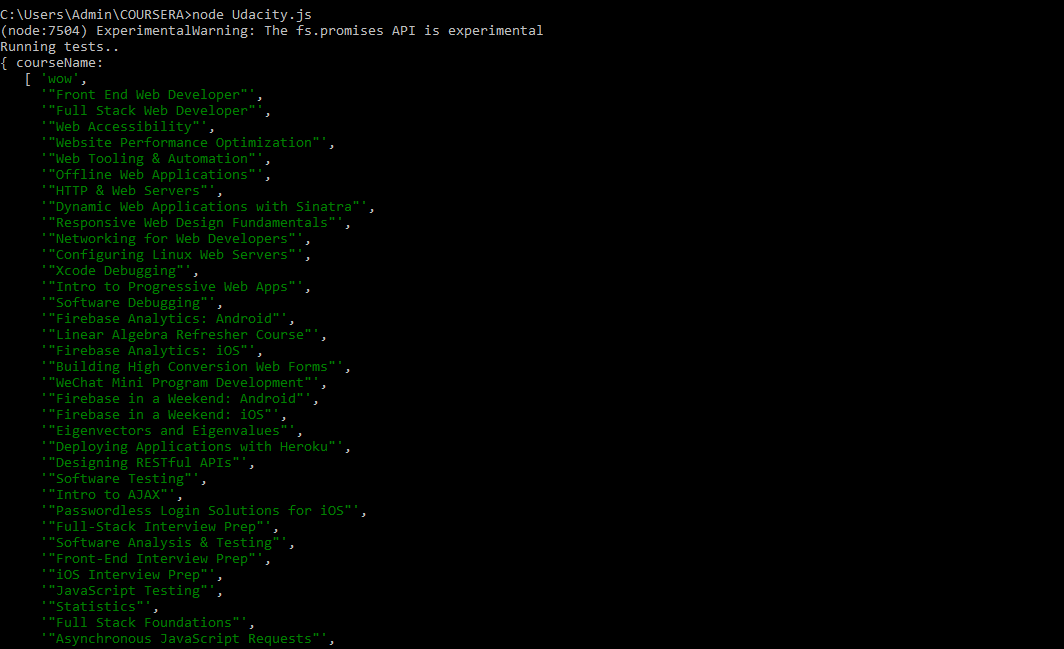 C:\Users\Admin\COURSERA>node Udacity.js
(node:7504) ExperimentalWarning: The fs.promises API is experimental
Running tests..
{ courseName:
   [ 'wow',
     '"Front End Web Developer"',
     '"Full Stack Web Developer"',
     '"Web Accessibility"',
     '"Website Performance Optimization"',
     '"Web Tooling & Automation"',
     '"Offline Web Applications"',
     '"HTTP & Web Servers"',
     '"Dynamic Web Applications with Sinatra"',
     '"Responsive Web Design Fundamentals"',
     '"Networking for Web Developers"',
     '"Configuring Linux Web Servers"',
     '"Xcode Debugging"',
     '"Intro to Progressive Web Apps"',
     '"Software Debugging"',
     '"Firebase Analytics: Android"',
     '"Linear Algebra Refresher Course"',
     '"Firebase Analytics: iOS"',
     '"Building High Conversion Web Forms"',
     '"WeChat Mini Program Development"',
     '"Firebase in a Weekend: Android"',
     '"Firebase in a Weekend: iOS"',
     '"Eigenvectors and Eigenvalues"',
     '"Deploying Applications with Heroku"',
     '"Designing RESTful APIs"',
     '"Software Testing"',
     '"Intro to AJAX"',
     '"Passwordless Login Solutions for iOS"',
     '"Full-Stack Interview Prep"',
     '"Software Analysis & Testing"',
     '"Front-End Interview Prep"',
     '"iOS Interview Prep"',
     '"JavaScript Testing"',
     '"Statistics"',
     '"Full Stack Foundations"',
     '"Asynchronous JavaScript Requests"',